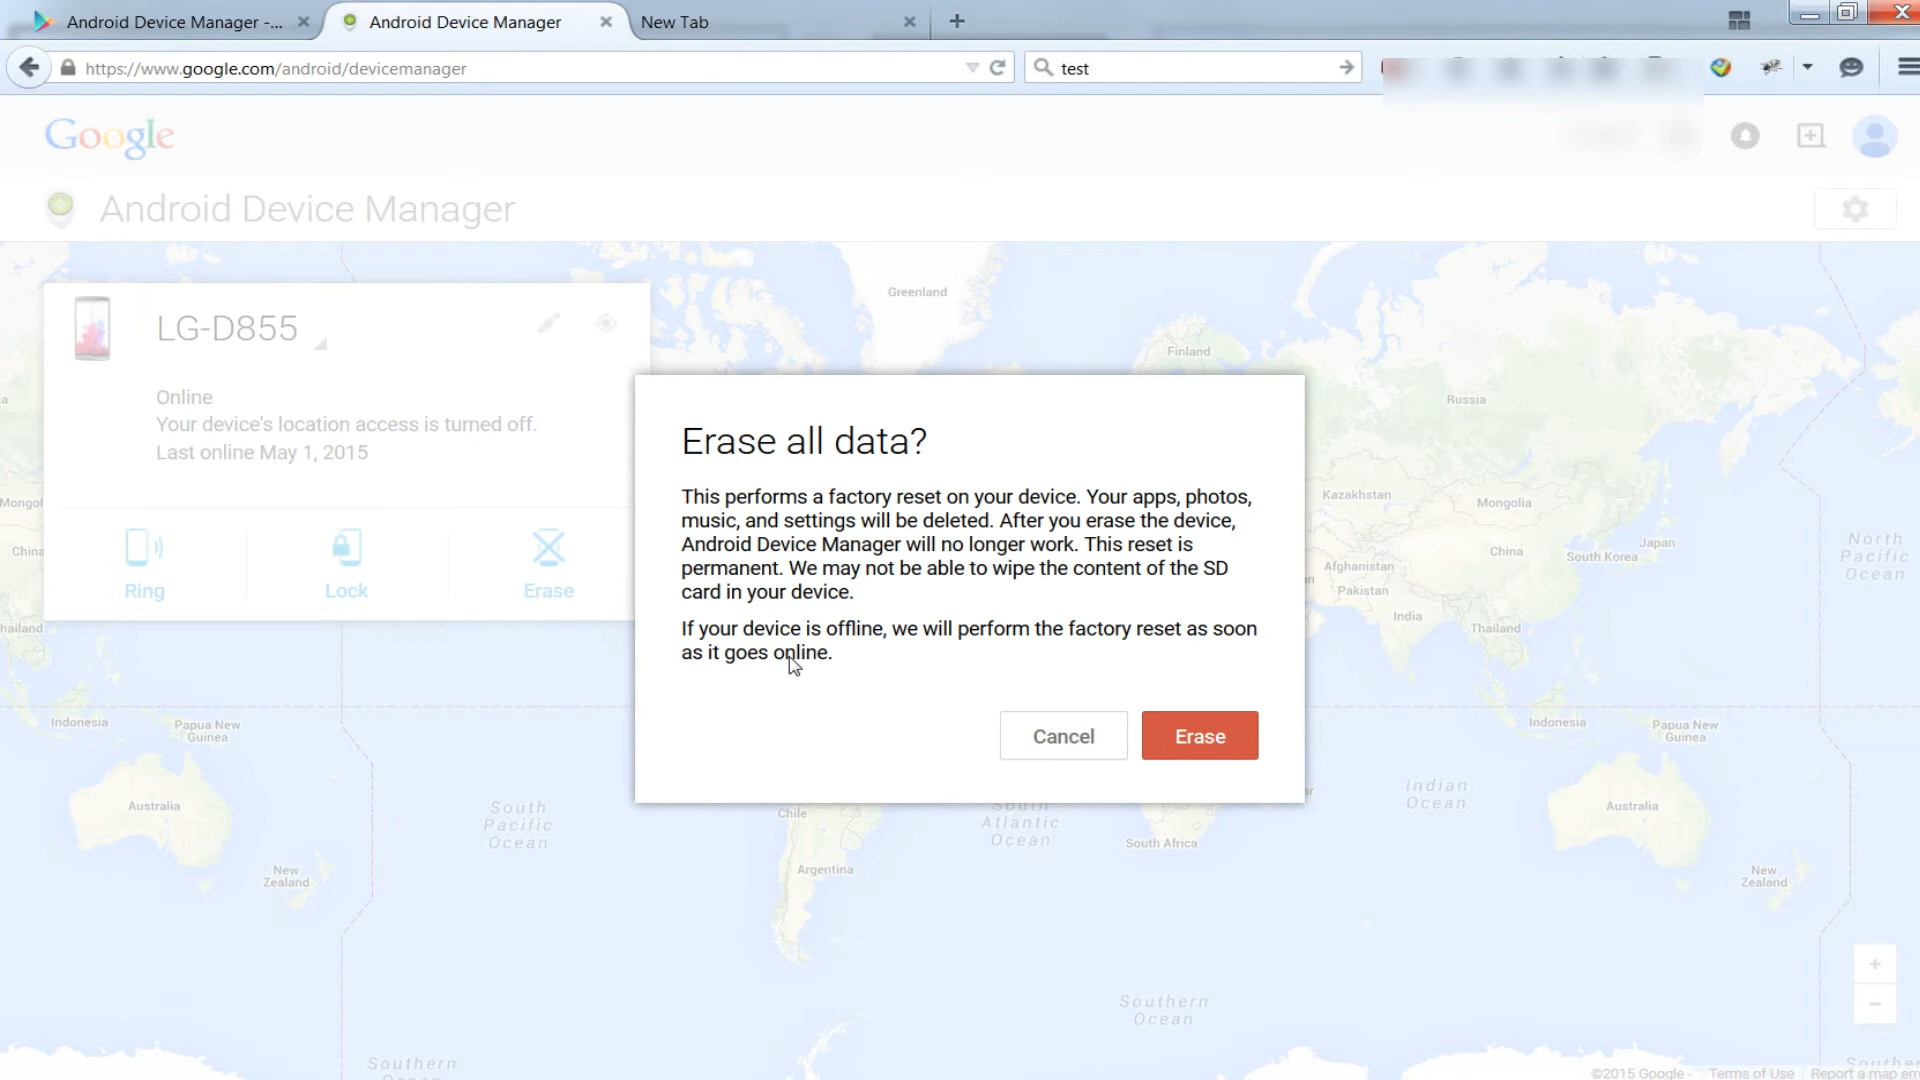 Android Device Manager -...
Android Device Manager
New Tab
https://www.google.com/android/devicemanager
test
Google
Android Device Manager
LG-D855
Online
Your device's location access is turned off.
Last online May 1, 2015
Ring
Lock
Erase
Erase all data?
This performs a factory reset on your device. Your apps, photos,
music, and settings will be deleted. After you erase the device,
Android Device Manager will no longer work. This reset is
permanent. We may not be able to wipe the content of the SD
card in your device.
If your device is offline, we will perform the factory reset as soon
as it goes online.
Cancel
Erase
Greenland
Finland
Russia
Kazakhstan
Mongolia
Mongol
China
China
South Korea
Japan
Afghanistan
Pakistan
India
Thailand
hailand
North
Pacific
Ocean
Indonesia
Papua New
Guinea
Indonesia
Papua New
Guinea
Australia
South
Pacific
Ocean
Chile
South
Atlantic
Ocean
South Africa
Indian
Ocean
Australia
Argentina
New
Zealand
New
Zealand
Southern
Ocean
Southern
Ocean
Southe
©2015 Google -
Terms of Use
Report a map err